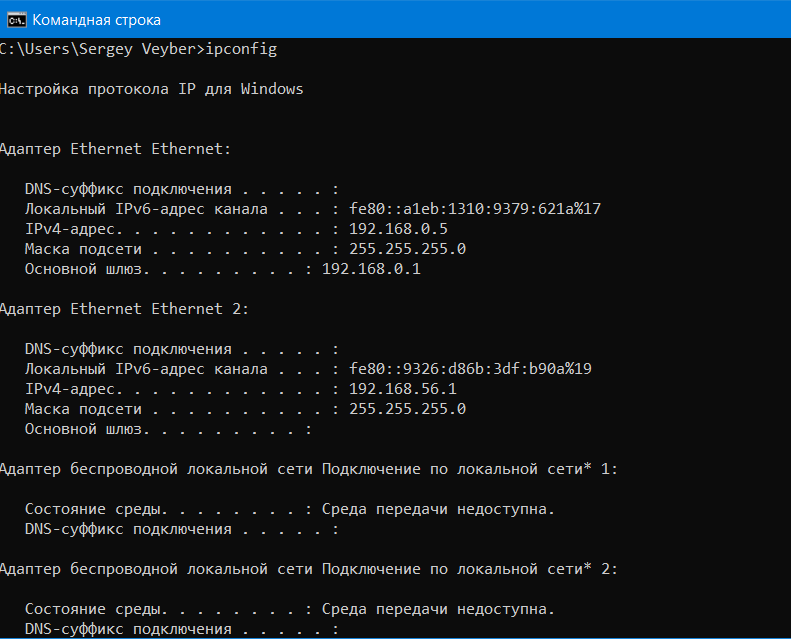 Командная строка
C:\Users\Sergey Veyber>ipconfig
Настройка протокола IP для Windows
Адаптер Ethernet Ethernet:
DNS-суффикс подключения . . . . . :
Локальный IPv6-адрес канала . . . : fe80::a1eb:1310:9379:621a%17
IPv4-адрес. . . . . . . . . . . . : 192.168.0.5
Маска подсети . . . . . . . . . . : 255.255.255.0
Основной шлюз. . . . . . . . . : 192.168.0.1
Адаптер Ethernet Ethernet 2:
DNS-суффикс подключения . . . . . :
Локальный IPv6-адрес канала . . . : fe80::9326:d86b:3df:b90a%19
IPv4-адрес. . . . . . . . . . . . : 192.168.56.1
Маска подсети . . . . . . . . . . : 255.255.255.0
Основной шлюз. . . . . . . . . :
Адаптер беспроводной локальной сети Подключение по локальной сети* 1:
Состояние среды. . . . . . . . : Среда передачи недоступна.
DNS-суффикс подключения . . . . . :
Адаптер беспроводной локальной сети Подключение по локальной сети* 2:
Состояние среды. . . . . . . . : Среда передачи недоступна.
DNS-суффикс подключения . . . . . :